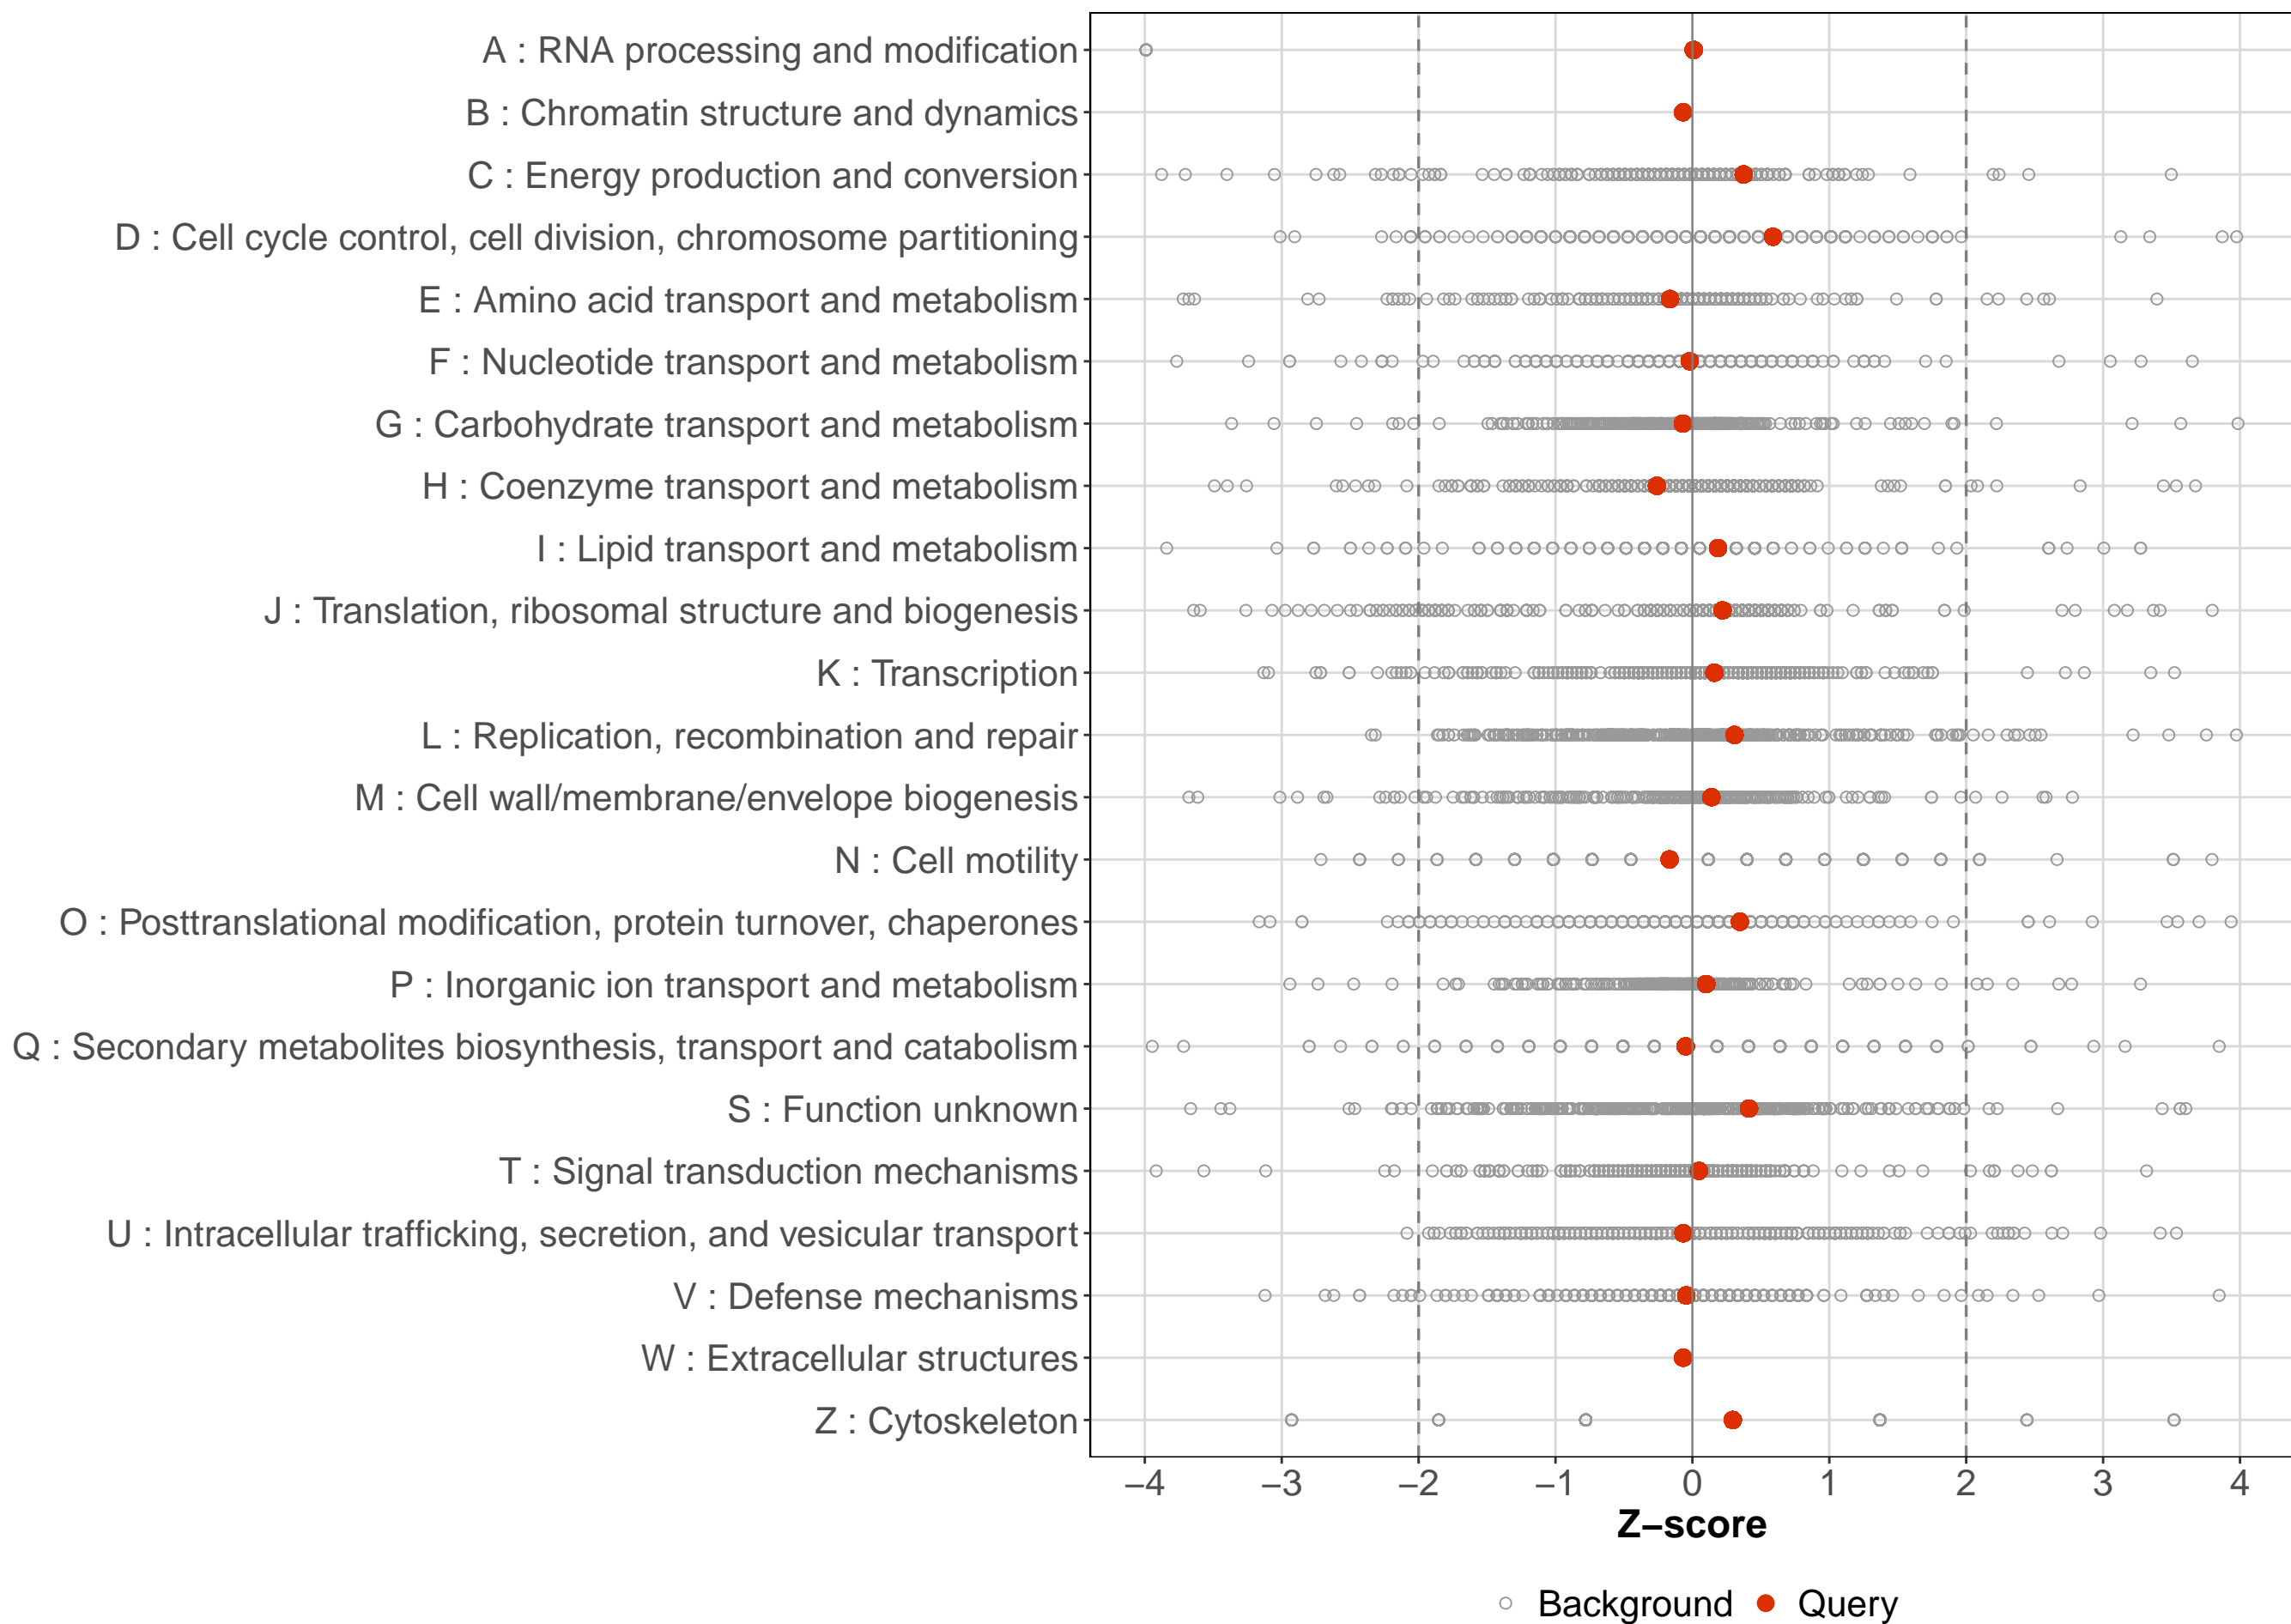 A : RNA processing and modification
B : Chromatin structure and dynamics
C : Energy production and conversion
D : Cell cycle control, cell division, chromosome partitioning
E : Amino acid transport and metabolism
F : Nucleotide transport and metabolism
G : Carbohydrate transport and metabolism
H : Coenzyme transport and metabolism
I : Lipid transport and metabolism
J : Translation, ribosomal structure and biogenesis
K : Transcription
L : Replication, recombination and repair
M : Cell wall/membrane/envelope biogenesis
N : Cell motility
O : Posttranslational modification, protein turnover, chaperones
P : Inorganic ion transport and metabolism
Q : Secondary metabolites biosynthesis, transport and catabolism
S : Function unknown
T : Signal transduction mechanisms
U : Intracellular trafficking, secretion, and vesicular transport
V : Defense mechanisms
W : Extracellular structures
Z : Cytoskeleton
−4 −3 −2 −1 0 1 2 3 4
Z−score
Background Query